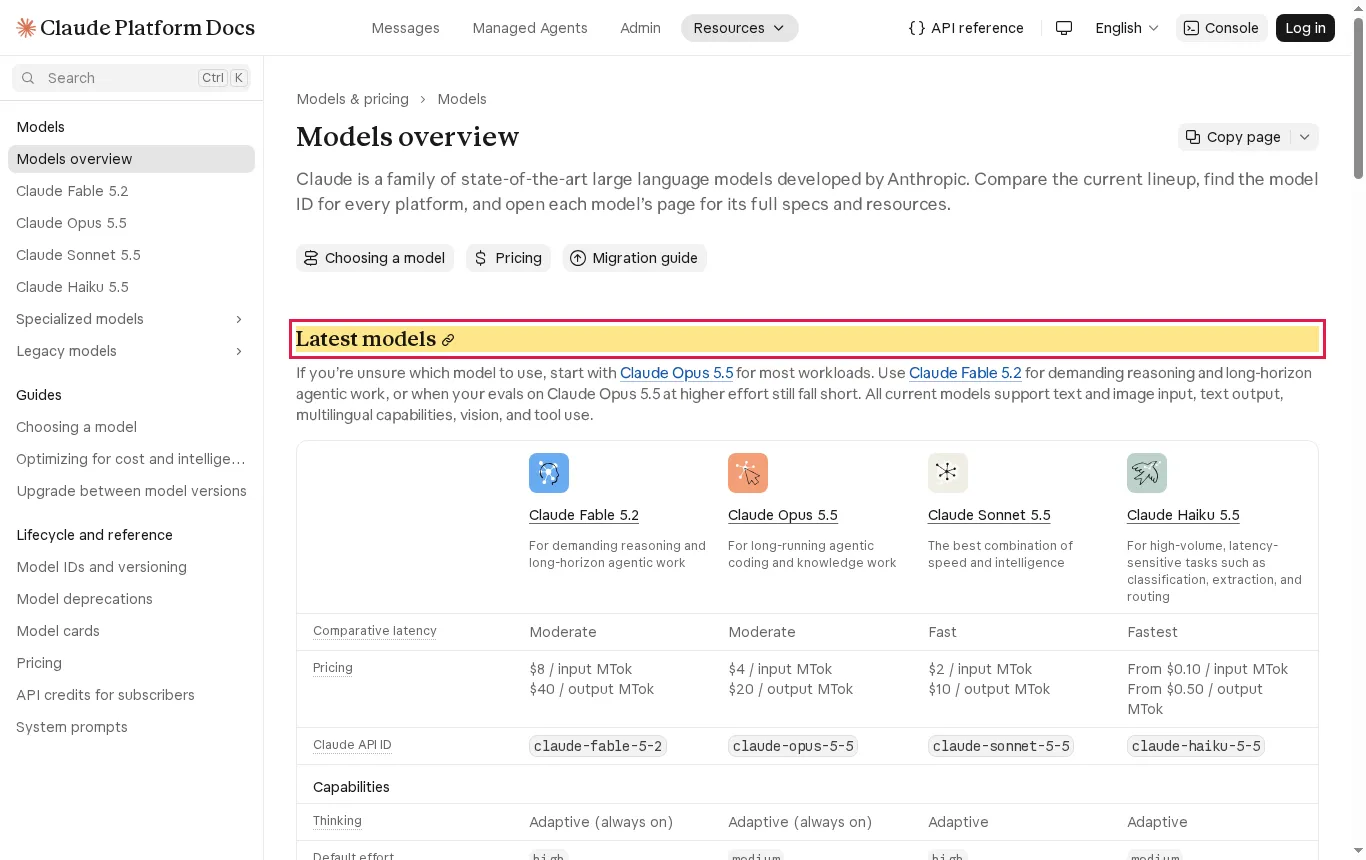 Claude Platform Docs
Messages
Managed Agents
Admin
Resources
API reference
English
Console
Log in
Search
Ctrl K
Models
Models overview
Claude Fable 5.2
Claude Opus 5.5
Claude Sonnet 5.5
Claude Haiku 5.5
Specialized models
Legacy models
Guides
Choosing a model
Optimizing for cost and intellige…
Upgrade between model versions
Lifecycle and reference
Model IDs and versioning
Model deprecations
Model cards
Pricing
API credits for subscribers
System prompts
Models & pricing > Models
Models overview
Copy page
Claude is a family of state-of-the-art large language models developed by Anthropic. Compare the current lineup, find the model
ID for every platform, and open each model’s page for its full specs and resources.
Choosing a model
Pricing
Migration guide
Latest models
If you’re unsure which model to use, start with Claude Opus 5.5 for most workloads. Use Claude Fable 5.2 for demanding reasoning and long-horizon
agentic work, or when your evals on Claude Opus 5.5 at higher effort still fall short. All current models support text and image input, text output,
multilingual capabilities, vision, and tool use.
Claude Fable 5.2 Claude Opus 5.5 Claude Sonnet 5.5 Claude Haiku 5.5
For demanding reasoning and For long-running agentic The best combination of For high-volume, latency-
long-horizon agentic work coding and knowledge work speed and intelligence sensitive tasks such as
classification, extraction, and
routing
Comparative latency Moderate Moderate Fast Fastest
Pricing $8 / input MTok $4 / input MTok $2 / input MTok From $0.10 / input MTok
$40 / output MTok $20 / output MTok $10 / output MTok From $0.50 / output
MTok
Claude API ID claude-fable-5-2 claude-opus-5-5 claude-sonnet-5-5 claude-haiku-5-5
Capabilities
Thinking Adaptive (always on) Adaptive (always on) Adaptive Adaptive
Default effort high medium high medium